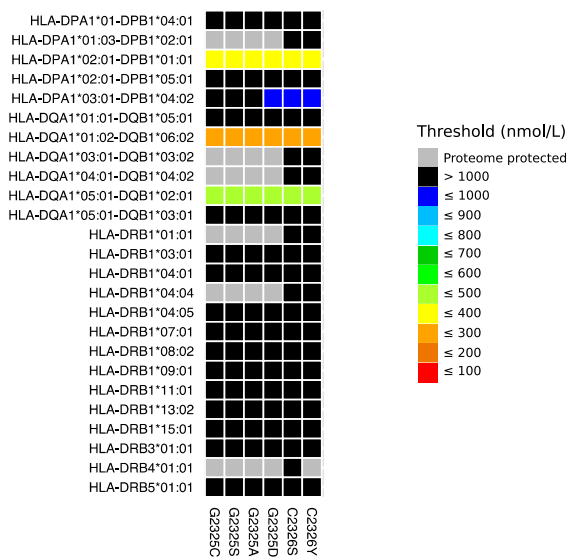 HLA-DPA1*01-DPB1*04:01
HLA-DPA1*01:03-DPB1*02:01
HLA-DPA1*02:01-DPB1*01:01
HLA-DPA1*02:01-DPB1*05:01
HLA-DPA1*03:01-DPB1*04:02
HLA-DQA1*01:01-DQB1*05:01
HLA-DQA1*01:02-DQB1*06:02
HLA-DQA1*03:01-DQB1*03:02
HLA-DQA1*04:01-DQB1*04:02
HLA-DQA1*05:01-DQB1*02:01
HLA-DQA1*05:01-DQB1*03:01
HLA-DRB1*01:01
HLA-DRB1*03:01
HLA-DRB1*04:01
HLA-DRB1*04:04
HLA-DRB1*04:05
HLA-DRB1*07:01
HLA-DRB1*08:02
HLA-DRB1*09:01
HLA-DRB1*11:01
HLA-DRB1*13:02
HLA-DRB1*15:01
HLA-DRB3*01:01
HLA-DRB4*01:01
HLA-DRB5*01:01
G2325C
G2325S
G2325A
G2325D
C2326S
C2326Y
Threshold (nmol/L)
Proteome protected
> 1000
≤ 1000
≤ 900
≤ 800
≤ 700
≤ 600
≤ 500
≤ 400
≤ 300
≤ 200
≤ 100